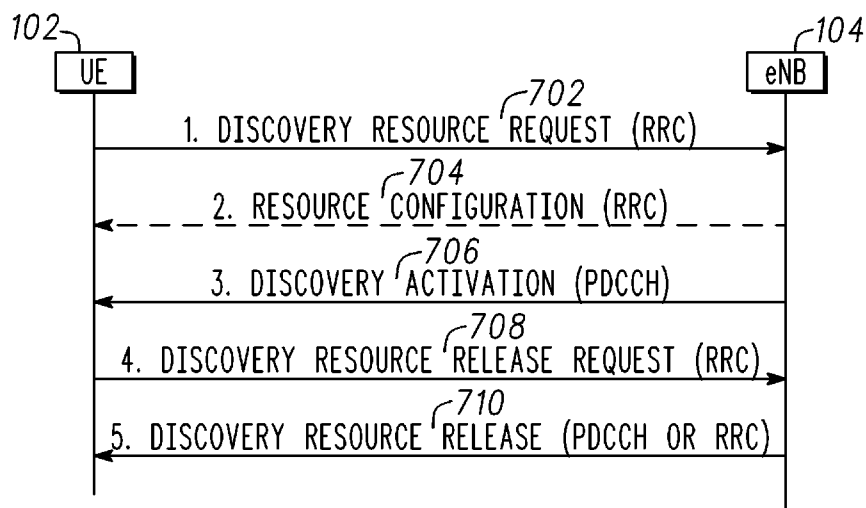 102 104
UE eNB
702
1. DISCOVERY RESOURCE REQUEST (RRC)
704
2. RESOURCE CONFIGURATION (RRC)
706
3. DISCOVERY ACTIVATION (PDCCH)
708
4. DISCOVERY RESOURCE RELEASE REQUEST (RRC)
710
5. DISCOVERY RESOURCE RELEASE (PDCCH OR RRC)